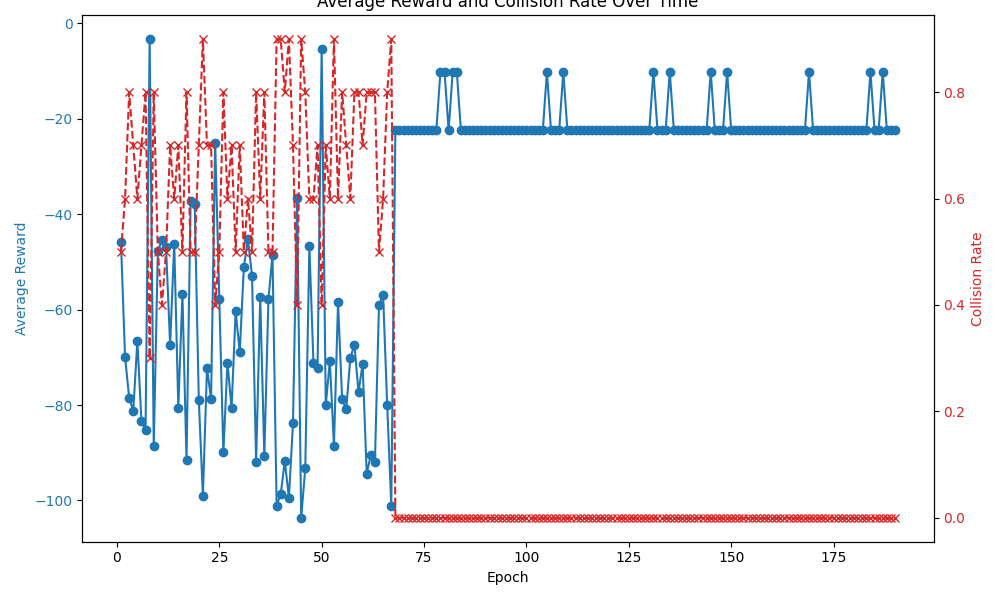 Average Reward and Collision Rate Over Time
0
−20
−40
−60
−80
−100
Average Reward
0.8
0.6
0.4
0.2
0.0
Collision Rate
0 25 50 75 100 125 150 175
Epoch